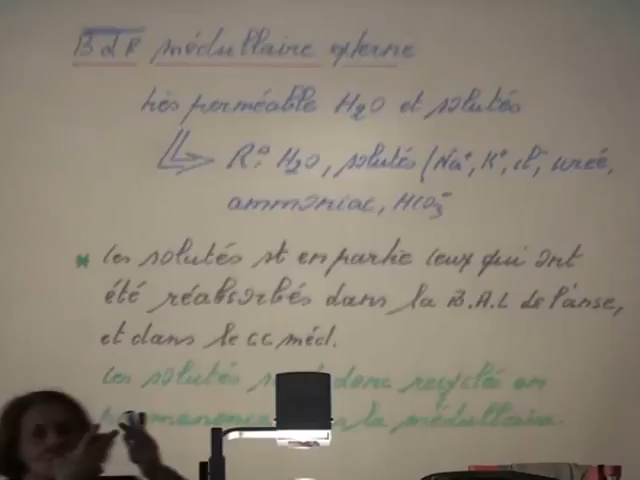 BdR médullaire externe
très perméable H₂O et solutés
R° : H₂O, solutés (Na⁺, K⁺, Cl⁻, urée,
ammoniac, HCO₃⁻
* les solutés st en partie ceux qui ont
été réabsorbés dans la B.A.L de l'anse,
et dans le CC méd.
les solutés donc recyclés en
la médullaire.